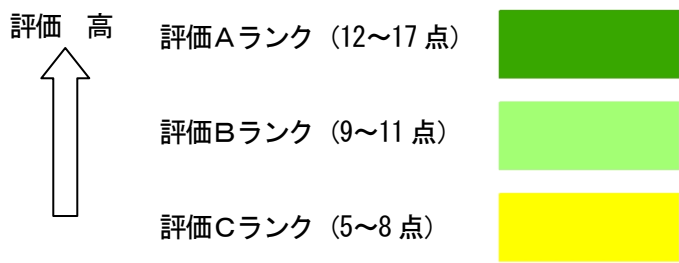 評価　高
評価Ａランク（12～17 点）
評価Ｂランク（9～11 点）
評価Ｃランク（5～8 点）